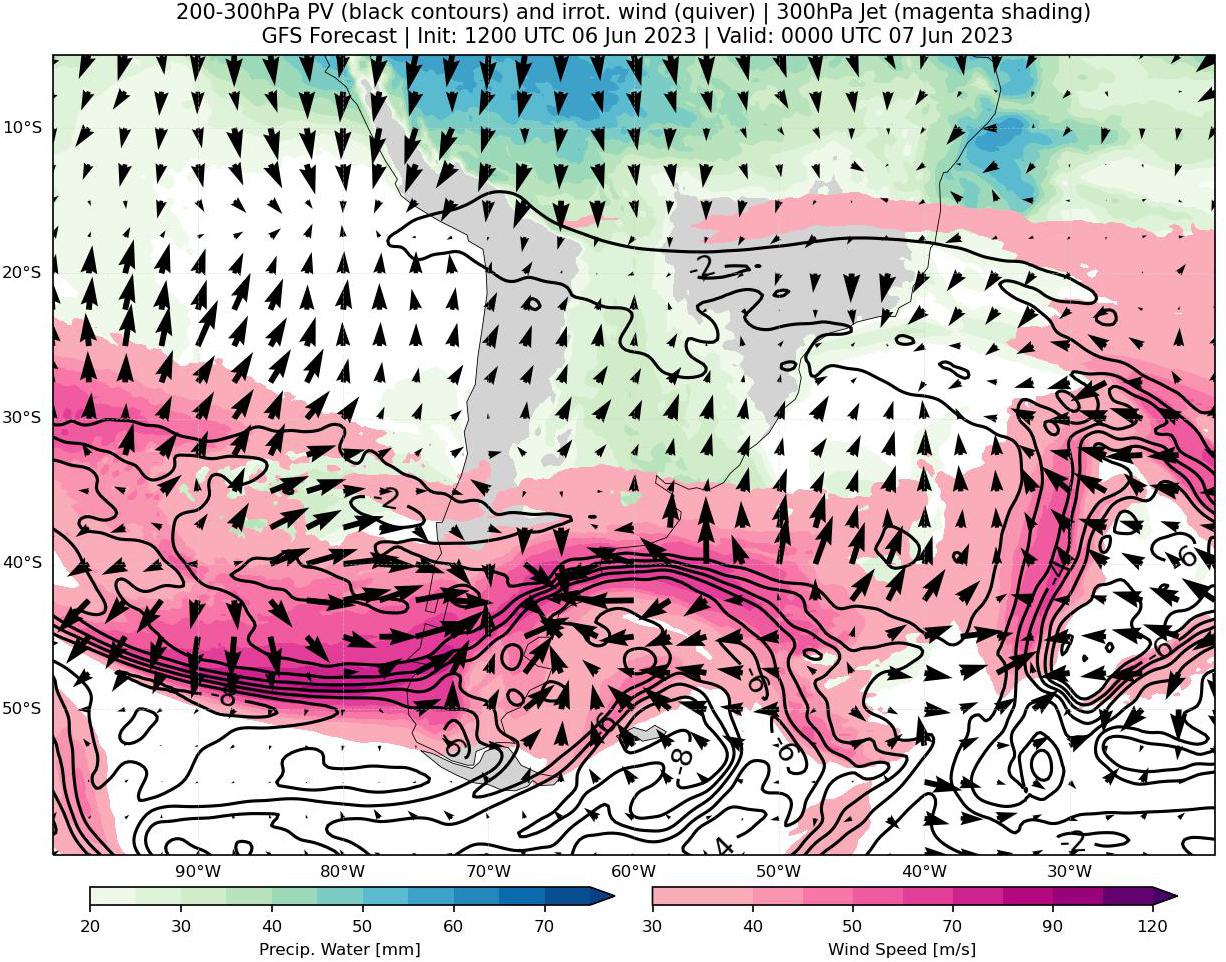 200-300hPa PV (black contours) and irrot. wind (quiver) | 300hPa Jet (magenta shading)
GFS Forecast | Init: 1200 UTC 06 Jun 2023 | Valid: 0000 UTC 07 Jun 2023
10°S
-2
20°S
30°S
-2
-4
-6
40°S
-6
-6
-8
50°S
-6
-6
-6
-8
-4
-2
90°W 80°W 70°W 60°W 50°W 40°W 30°W
20 30 40 50 60 70
Precip. Water [mm]
30 40 50 70 90 120
Wind Speed [m/s]